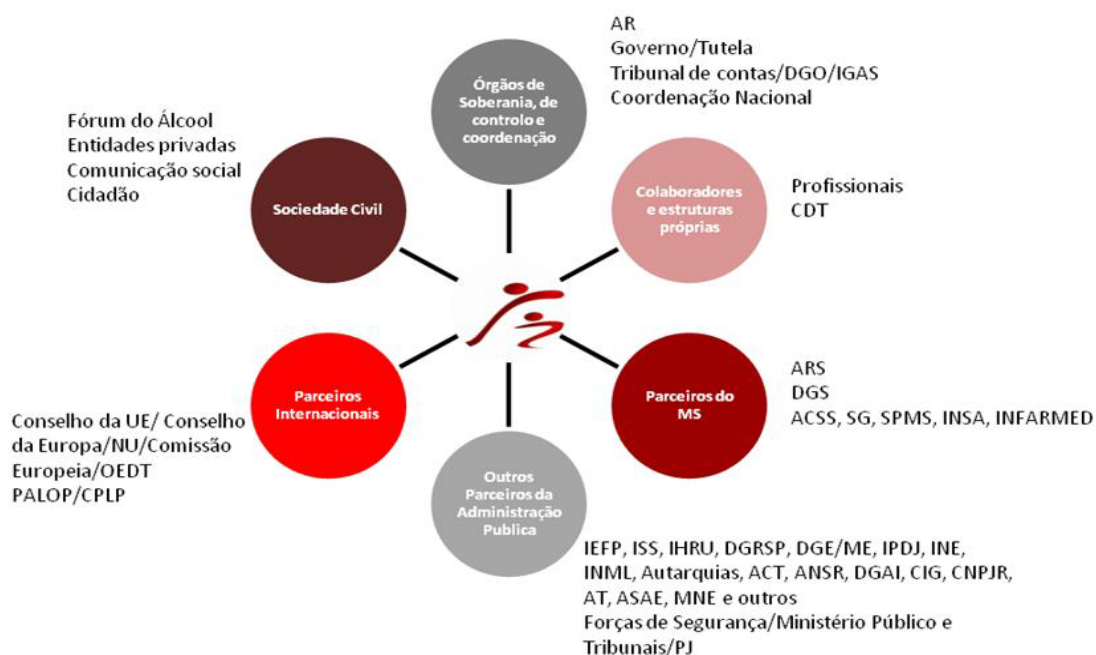 AR
Governo/Tutela
Tribunal de contas/DGO/IGAS
Coordenação Nacional
Órgãos de
Soberania, de
controlo e
coordenação
Fórum do Álcool
Entidades privadas
Comunicação social
Cidadão
Sociedade Civil
Colaboradores
e estruturas
próprias
Profissionais
CDT
Parceiros
Internacionais
Conselho da UE/ Conselho
da Europa/NU/Comissão
Europeia/OEDT
PALOP/CPLP
Parceiros do
MS
ARS
DGS
ACSS, SG, SPMS, INSA, INFARMED
Outros
Parceiros da
Administração
Publica
IEFP, ISS, IHRU, DGRSP, DGE/ME, IPDJ, INE,
INML, Autarquias, ACT, ANSR, DGAI, CIG, CNPJR,
AT, ASAE, MNE e outros
Forças de Segurança/Ministério Público e
Tribunais/PJ